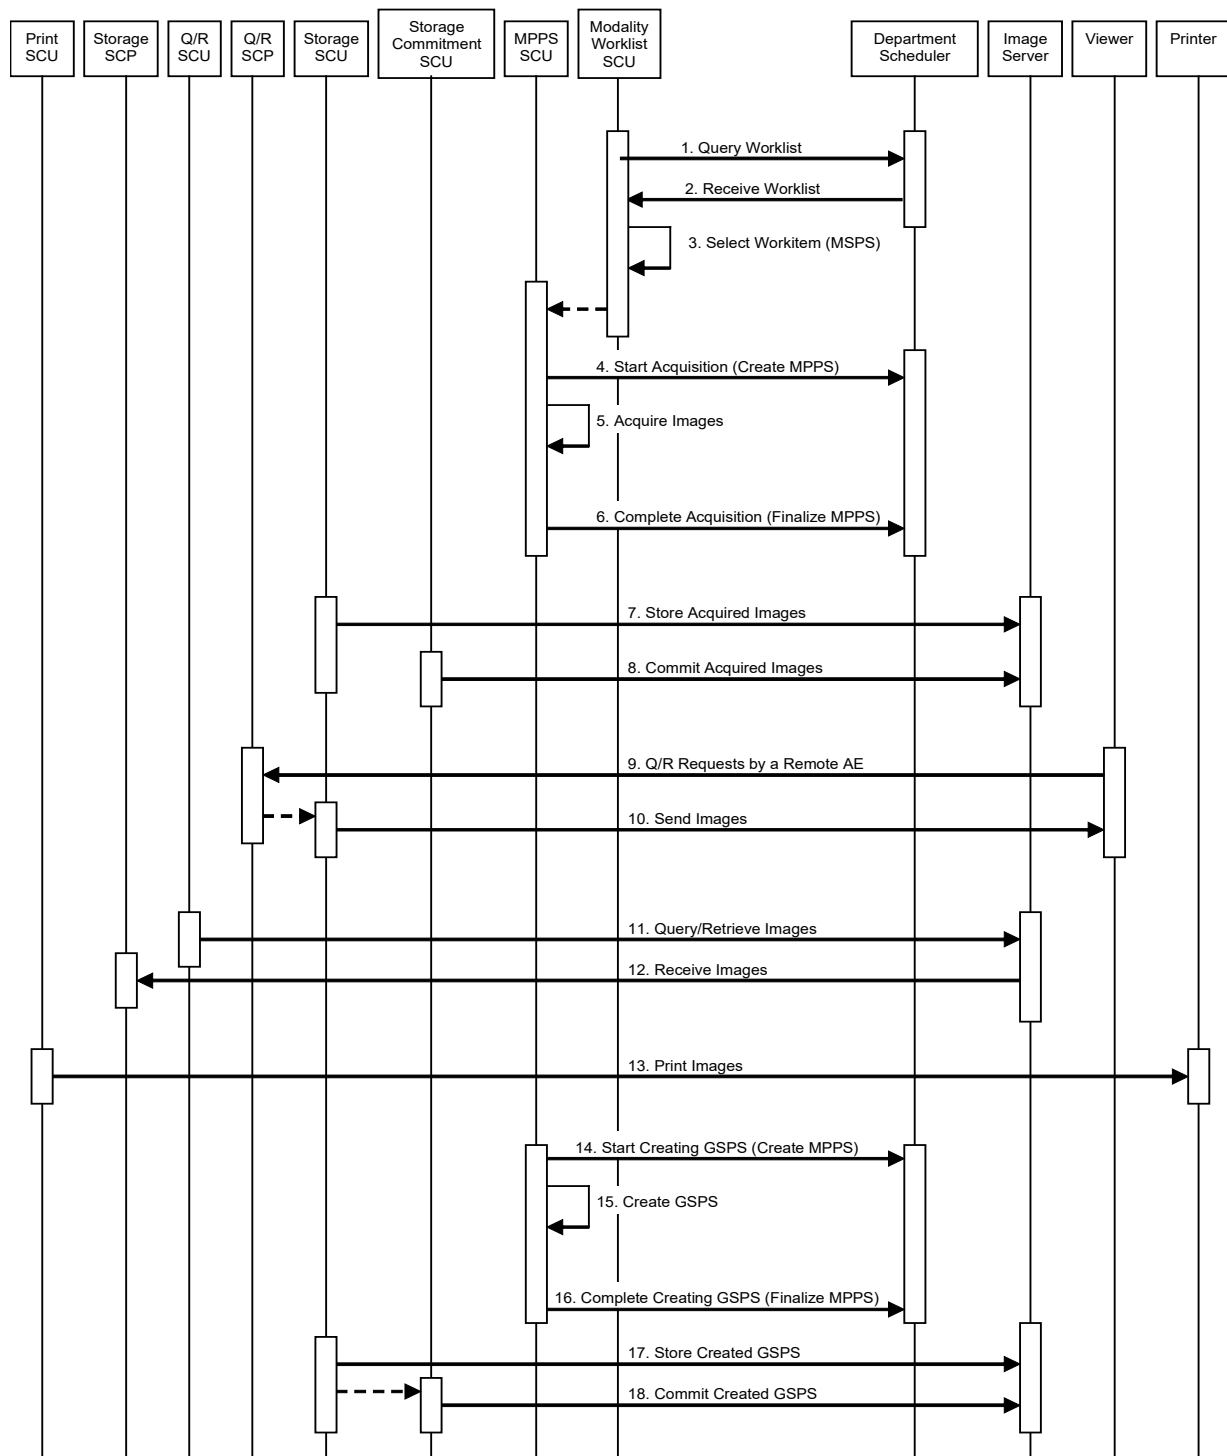 Print
SCU
Storage
SCP
Q/R
SCU
Q/R
SCP
Storage
SCU
Storage
Commitment
SCU
MPPS
SCU
Modality
Worklist
SCU
Department
Scheduler
Image
Server
Viewer
Printer
1. Query Worklist
2. Receive Worklist
3. Select Workitem (MSPS)
4. Start Acquisition (Create MPPS)
5. Acquire Images
6. Complete Acquisition (Finalize MPPS)
7. Store Acquired Images
8. Commit Acquired Images
9. Q/R Requests by a Remote AE
10. Send Images
11. Query/Retrieve Images
12. Receive Images
13. Print Images
14. Start Creating GSPS (Create MPPS)
15. Create GSPS
16. Complete Creating GSPS (Finalize MPPS)
17. Store Created GSPS
18. Commit Created GSPS